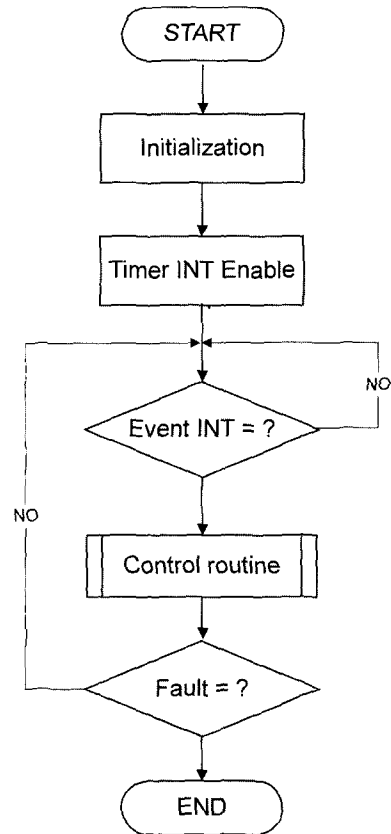 START
Initialization
Timer INT Enable
NO
Event INT = ?
NO
Control routine
Fault = ?
END